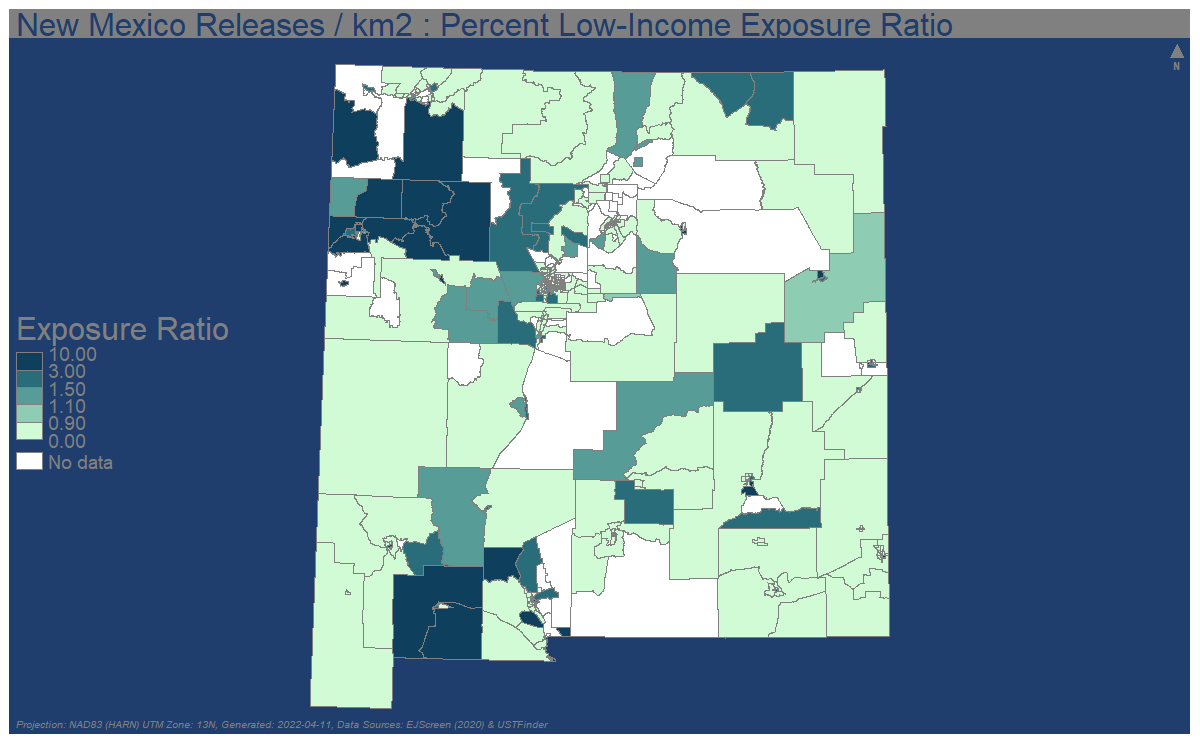 New Mexico Releases / km2 : Percent Low-Income Exposure Ratio
N
Exposure Ratio
10.00
3.00
1.50
1.10
0.90
0.00
No data
Projection: NAD83 (HARN) UTM Zone: 13N, Generated: 2022-04-11, Data Sources: EJScreen (2020) & USTFinder